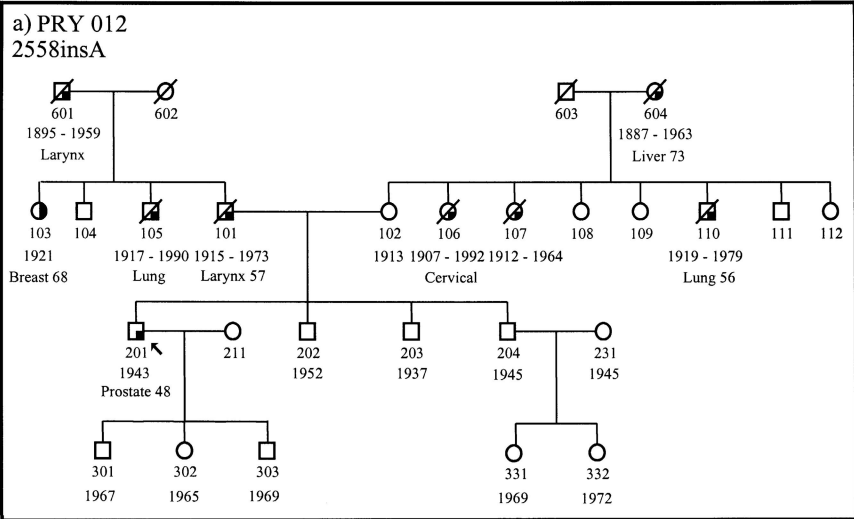 a) PRY 012
2558insA
601 602 603 604
1895 - 1959 1887 - 1963
Larynx Liver 73
103 104 105 101 102 106 107 108 109 110 111 112
1921 1917 - 1990 1915 - 1973 1913 1907 - 1992 1912 - 1964 1919 - 1979
Breast 68 Lung Larynx 57 Cervical Lung 56
201 211 202 203 204 231
1943 1952 1937 1945 1945
Prostate 48
301 302 303 331 332
1967 1965 1969 1969 1972